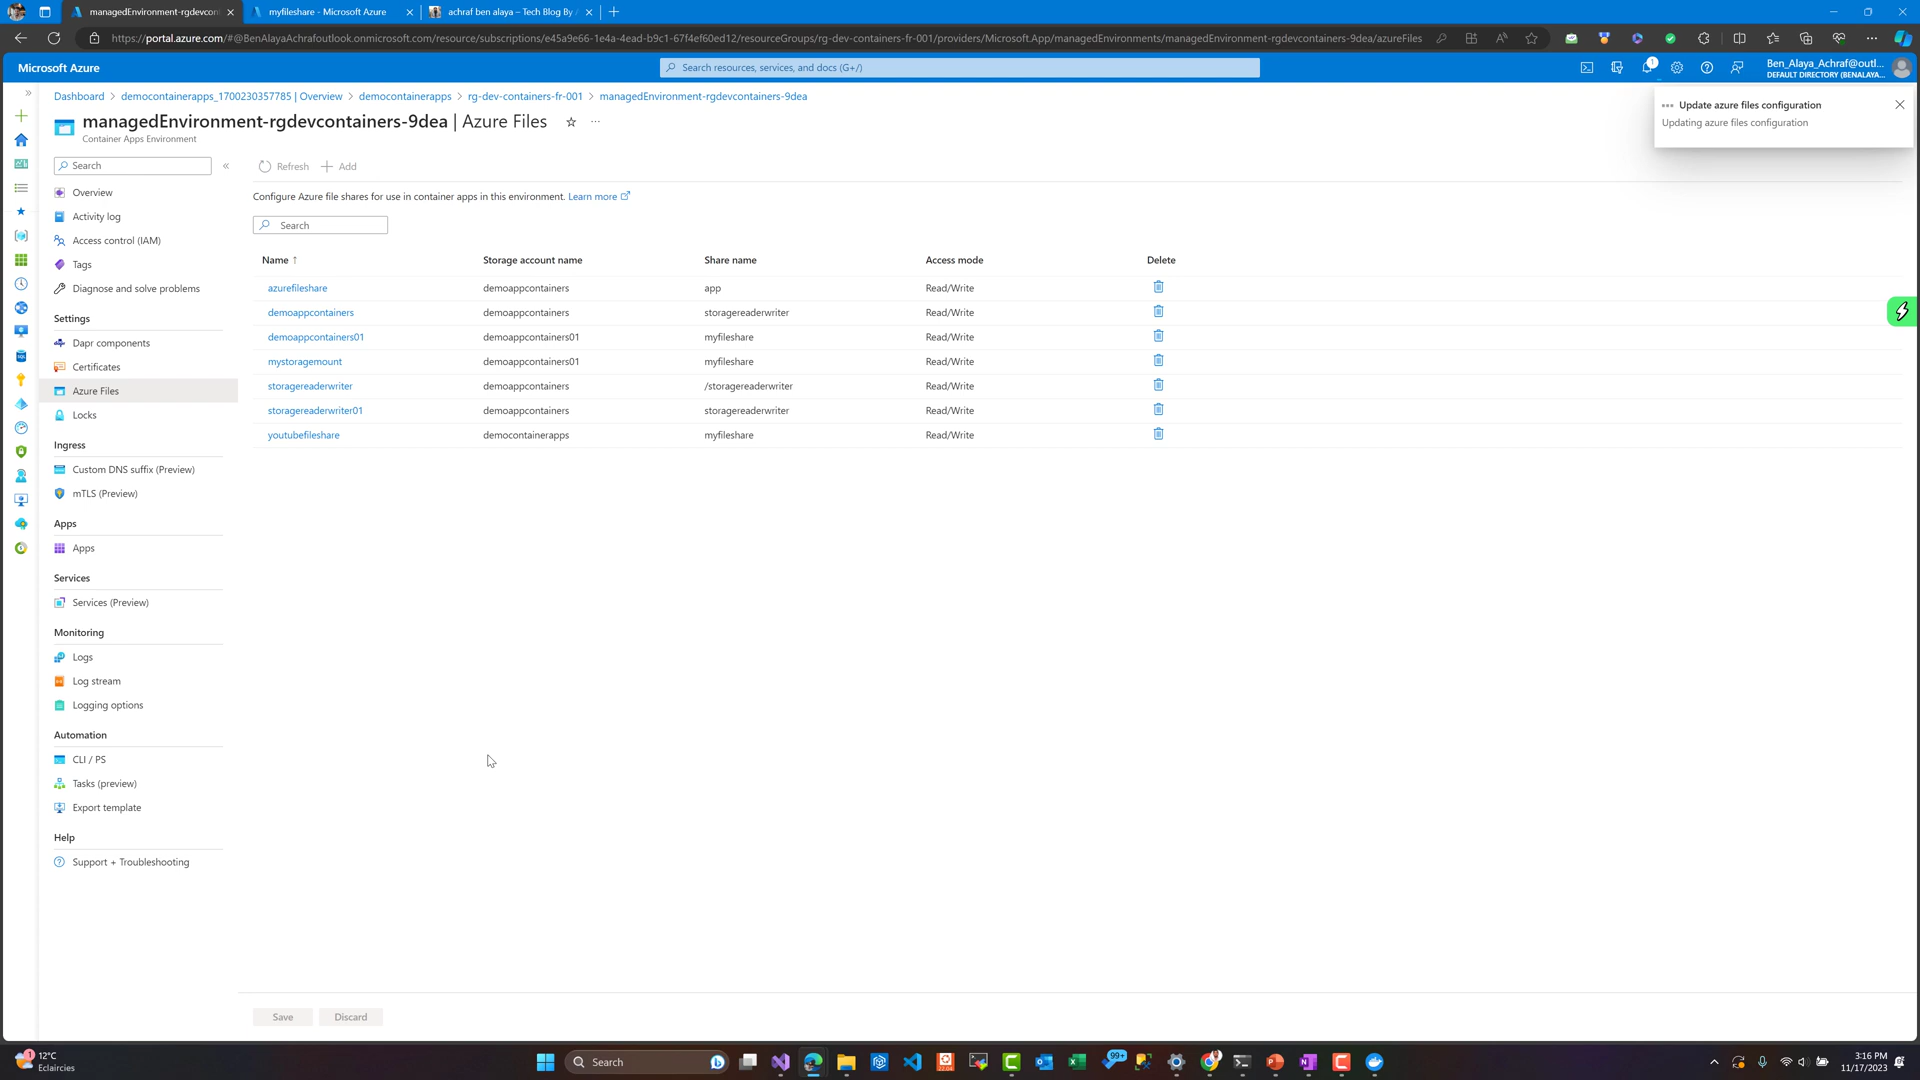 managedEnvironment-rgdevcont
myfileshare - Microsoft Azure
achraf ben alaya – Tech Blog By
https://portal.azure.com/#@BenAlayaAchrafoutlook.onmicrosoft.com/resource/subscriptions/e45a9e66-1e4a-4ead-b9c1-67f4ef60ed12/resourceGroups/rg-dev-containers-fr-001/providers/Microsoft.App/managedEnvironments/managedEnvironment-rgdevcontainers-9dea/azureFiles
Microsoft Azure
Search resources, services, and docs (G+/)
1
Ben_Alaya_Achraf@outl...
DEFAULT DIRECTORY (BENALAYA...
Dashboard > democontainerapps_1700230357785 | Overview > democontainerapps > rg-dev-containers-fr-001 > managedEnvironment-rgdevcontainers-9dea
managedEnvironment-rgdevcontainers-9dea | Azure Files
Container Apps Environment
Update azure files configuration
Updating azure files configuration
Search
Overview
Activity log
Access control (IAM)
Tags
Diagnose and solve problems
Settings
Dapr components
Certificates
Azure Files
Locks
Ingress
Custom DNS suffix (Preview)
mTLS (Preview)
Apps
Apps
Services
Services (Preview)
Monitoring
Logs
Log stream
Logging options
Automation
CLI / PS
Tasks (preview)
Export template
Help
Support + Troubleshooting
Refresh + Add
Configure Azure file shares for use in container apps in this environment. Learn more
Search
Name ↑ Storage account name Share name Access mode Delete
azurefileshare demoappcontainers app Read/Write
demoappcontainers demoappcontainers storagereaderwriter Read/Write
demoappcontainers01 demoappcontainers01 myfileshare Read/Write
mystoragemount demoappcontainers01 myfileshare Read/Write
storagereaderwriter demoappcontainers /storagereaderwriter Read/Write
storagereaderwriter01 demoappcontainers storagereaderwriter Read/Write
youtubefileshare democontainerapps myfileshare Read/Write
Save Discard
1
12°C
Eclaircies
Search
22.04
99+
3:16 PM
11/17/2023